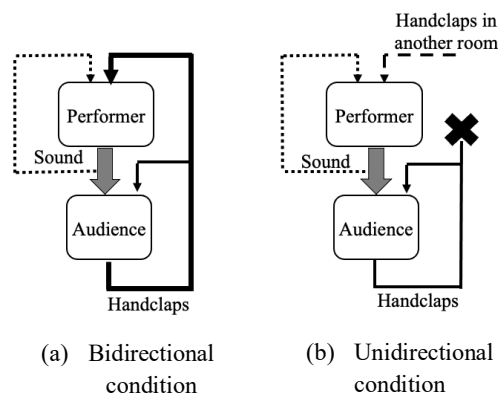 Performer
Sound
Audience
Handclaps
(a) Bidirectional
condition
Handclaps in
another room
Performer
Sound
Audience
Handclaps
(b) Unidirectional
condition